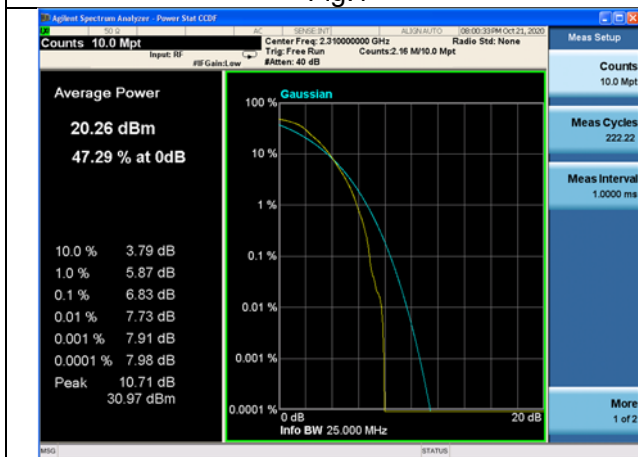 Agilent Spectrum Analyzer - Power Stat CCDF
50 Ω AC SENSE:INT ALIGN AUTO 08:00:33 PM Oct 21, 2020
Counts 10.0 Mpt
Center Freq: 2.310000000 GHz Radio Std: None
Input: RF Trig: Free Run Counts:2.16 M/10.0 Mpt
#IFGain:Low #Atten: 40 dB
Meas Setup
Counts
10.0 Mpt
Meas Cycles
222.22
Meas Interval
1.0000 ms
More
1 of 2
Average Power
20.26 dBm
47.29 % at 0dB
10.0 % 3.79 dB
1.0 % 5.87 dB
0.1 % 6.83 dB
0.01 % 7.73 dB
0.001 % 7.91 dB
0.0001 % 7.98 dB
Peak 10.71 dB
30.97 dBm
Gaussian
100 %
10 %
1 %
0.1 %
0.01 %
0.001 %
0.0001 %
0 dB 20 dB
Info BW 25.000 MHz
MSG STATUS